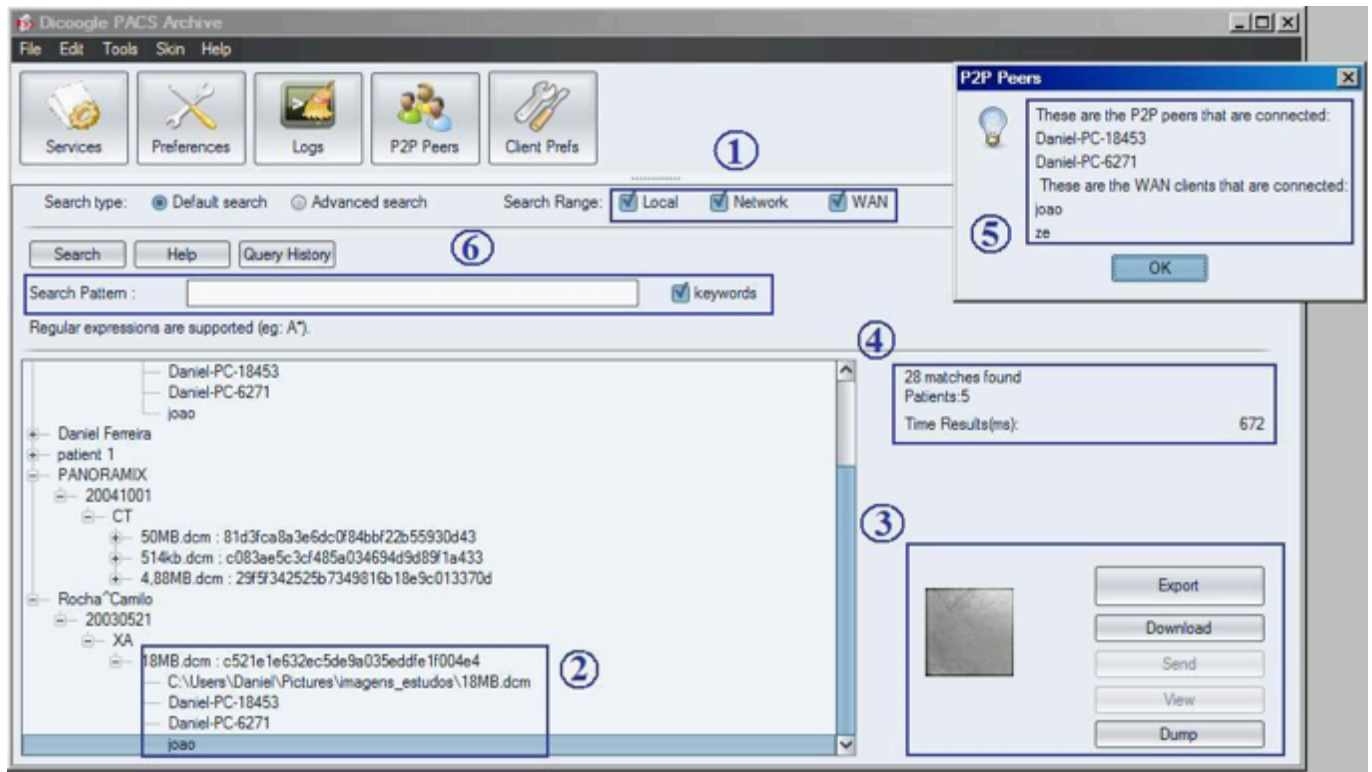 Dicoogle PACS Archive
File Edit Tools Skin Help
Services Preferences Logs P2P Peers Client Prefs
P2P Peers
These are the P2P peers that are connected:
Daniel-PC-18453
Daniel-PC-6271
These are the WAN clients that are connected:
joao
ze
OK
5
1
Search type: Default search Advanced search Search Range: Local Network WAN
6
Search Help Query History
Search Pattern : keywords
Regular expressions are supported (eg: A*).
4
Daniel-PC-18453
Daniel-PC-6271
joao
Daniel Ferreira
patient 1
PANORAMIX
20041001
CT
50MB.dcm : 81d3fca8a3e6dc0f84bbf22b55930d43
514kb.dcm : c083ae5c3cf485a034694d9d89f1a433
4,88MB.dcm : 29f5f342525b7349816b18e9c013370d
Rocha^Camilo
20030521
XA
18MB.dcm : c521e1e632ec5de9a035eddfe1f004e4
C:\Users\Daniel\Pictures\imagens_estudos\18MB.dcm
Daniel-PC-18453
Daniel-PC-6271
joao
2
28 matches found
Patients:5
Time Results(ms): 672
3
Export
Download
Send
View
Dump